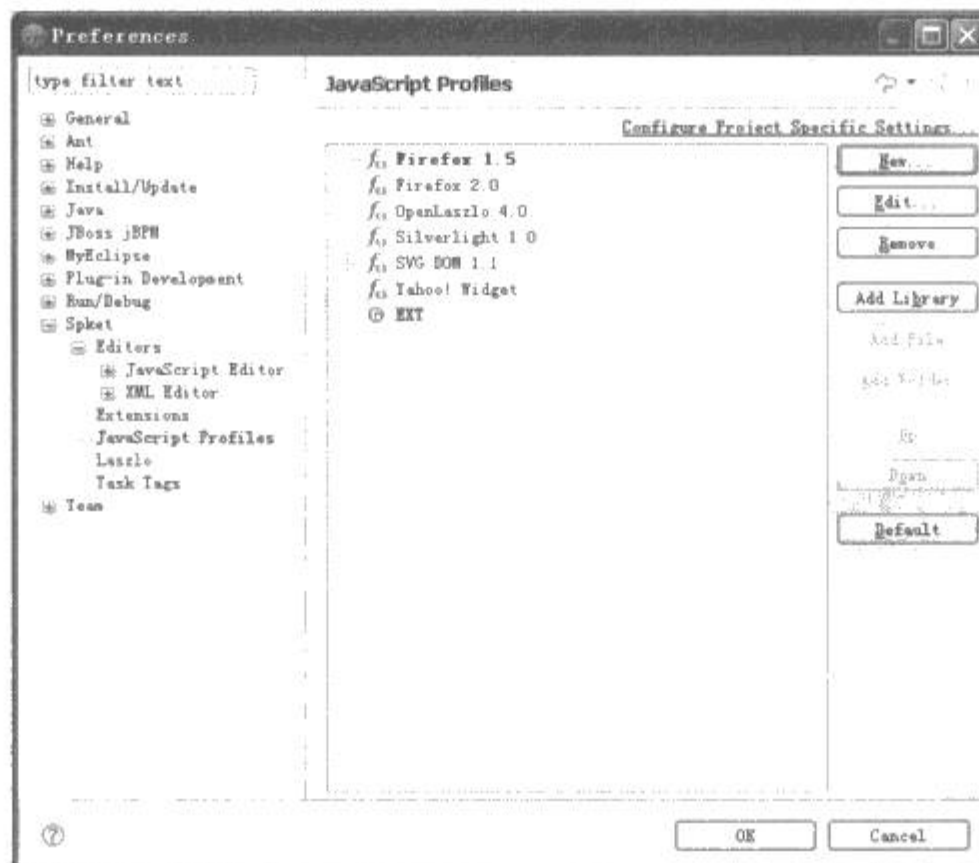 Preferences
type filter text
JavaScript Profiles
Configure Project Specific Settings...
General
Ant
Help
Install/Update
Java
JBoss jBPM
MyEclipse
Plug-in Development
Run/Debug
Spket
Editors
JavaScript Editor
XML Editor
Extensions
JavaScript Profiles
Laszlo
Task Tags
Team
Firefox 1.5
Firefox 2.0
OpenLaszlo 4.0
Silverlight 1.0
SVG DOM 1.1
Yahoo! Widget
EXT
New...
Edit...
Remove
Add Library
Add File
Up
Down
Default
OK
Cancel